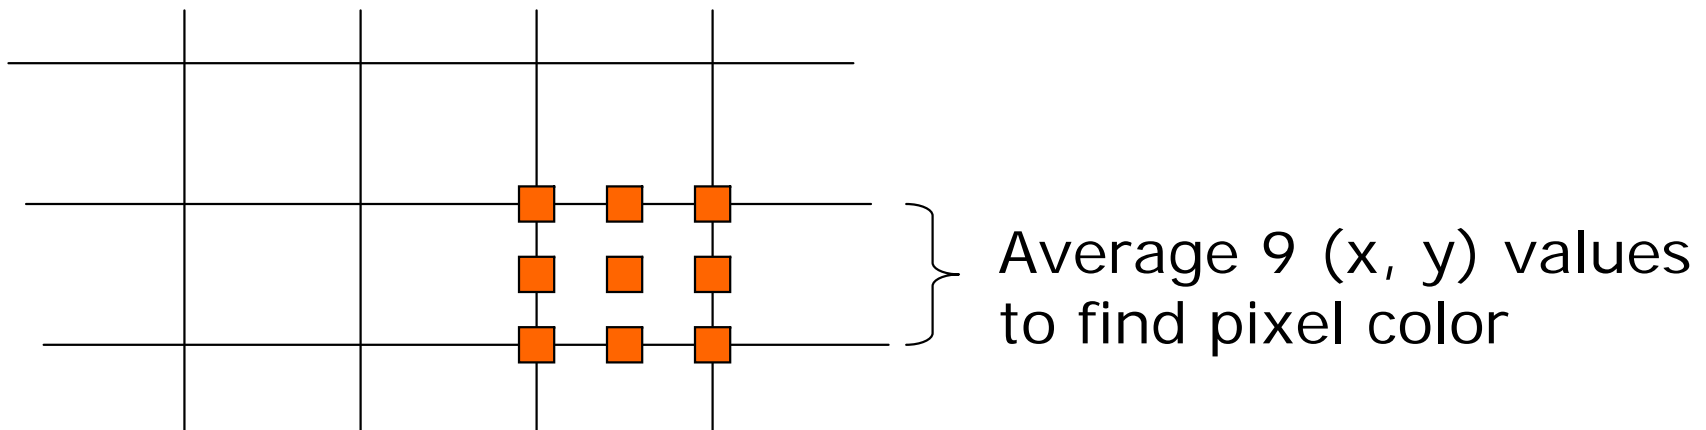 Average 9 (x, y) values
to find pixel color